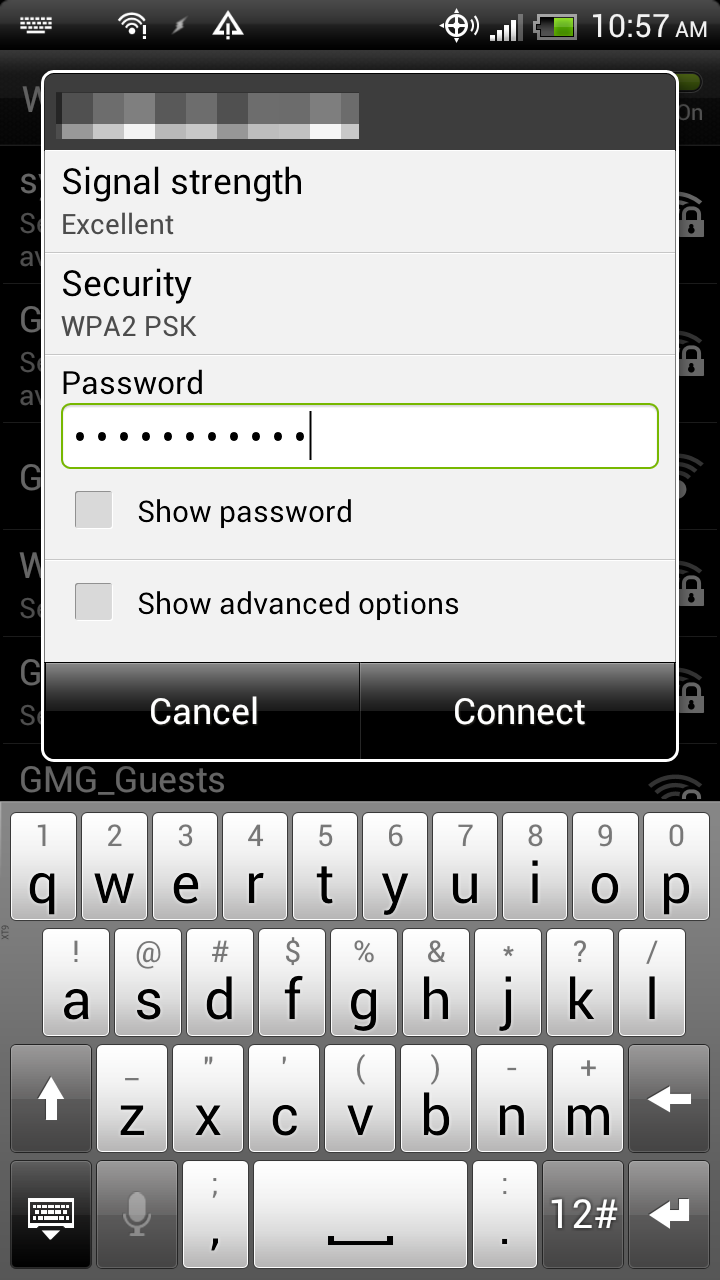 10:57 AM
W
On
Signal strength
Excellent
Security
WPA2 PSK
Password
•••••••••••
Show password
Show advanced options
Cancel
Connect
GMG_Guests
1 2 3 4 5 6 7 8 9 0
q w e r t y u i o p
! @ # $ % & * ? /
a s d f g h j k l
_ " ' ( ) - +
z x c v b n m
; :
, . 12#
XT9